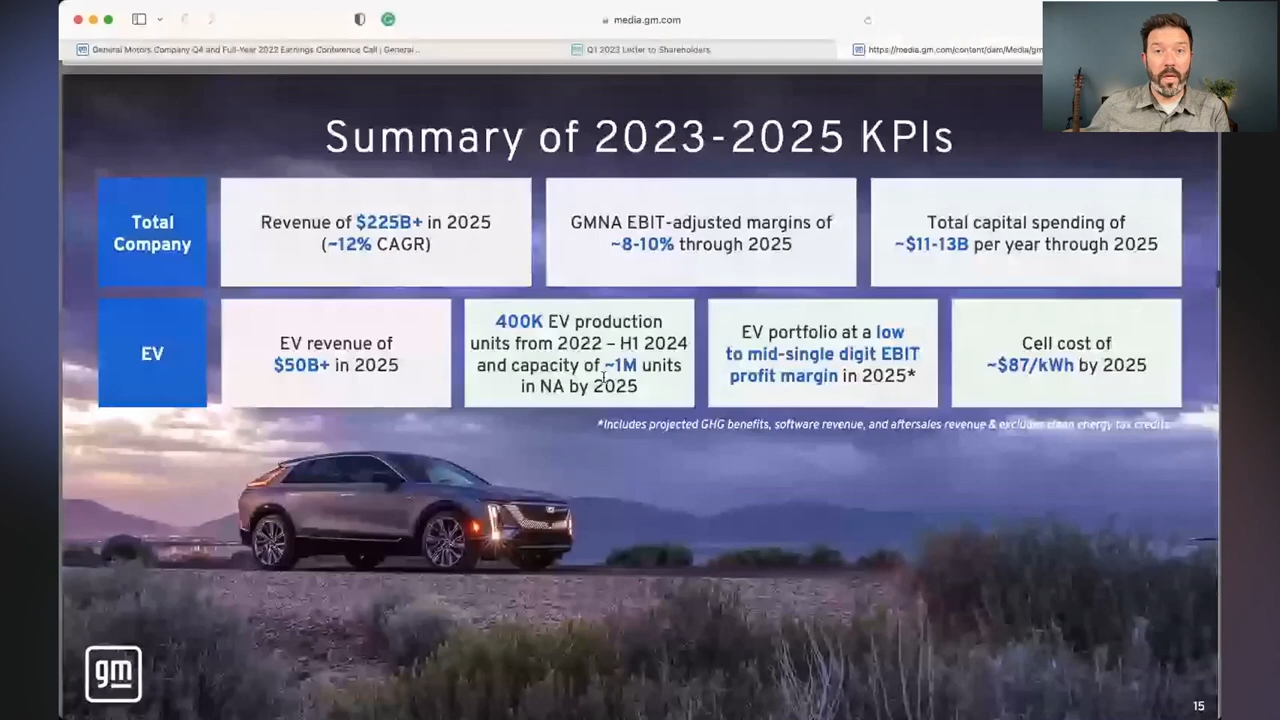 media.gm.com
General Motors Company Q4 and Full-Year 2022 Earnings Conference Call | General ...
Q1 2023 Letter to Shareholders
https://media.gm.com/content/dam/Media/gm
Summary of 2023-2025 KPIs
Total
Company
Revenue of $225B+ in 2025
(~12% CAGR)
GMNA EBIT-adjusted margins of
~8-10% through 2025
Total capital spending of
~$11-13B per year through 2025
EV
EV revenue of
$50B+ in 2025
400K EV production
units from 2022 – H1 2024
and capacity of ~1M units
in NA by 2025
EV portfolio at a low
to mid-single digit EBIT
profit margin in 2025*
Cell cost of
~$87/kWh by 2025
*Includes projected GHG benefits, software revenue, and aftersales revenue & excludes clean energy tax credits
gm
15